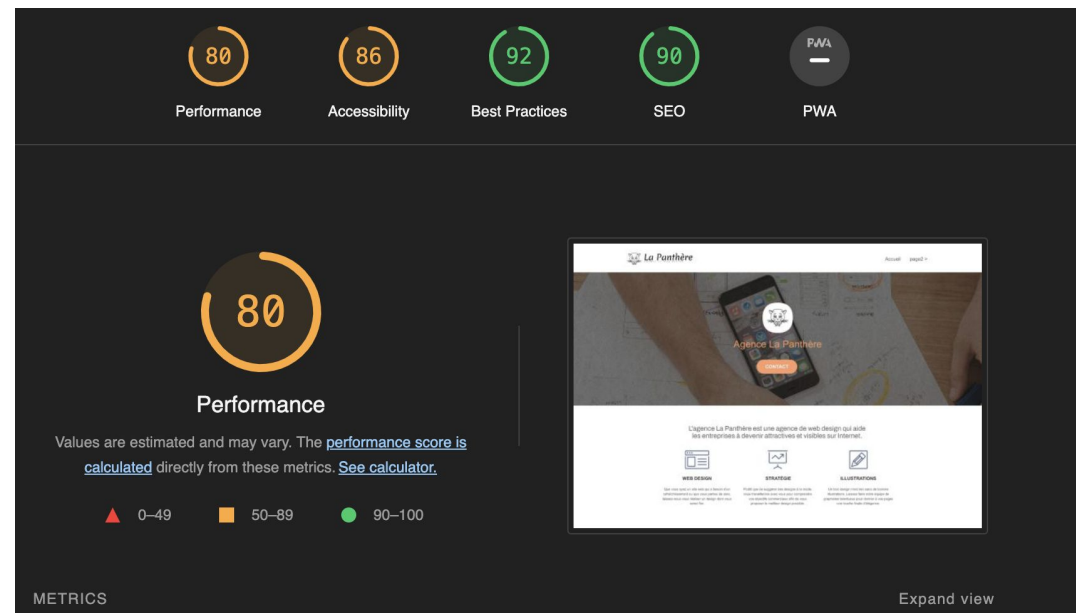 80
86
92
90
PWA
Performance
Accessibility
Best Practices
SEO
PWA
80
Performance
Values are estimated and may vary. The performance score is
calculated directly from these metrics. See calculator.
0–49
50–89
90–100
La Panthère
Accueil
page2
Agence La Panthère
CONTACT
L'agence La Panthère est une agence de web design qui aide
les entreprises à devenir attractives et visibles sur Internet.
WEB DESIGN
STRATÉGIE
ILLUSTRATIONS
METRICS
Expand view